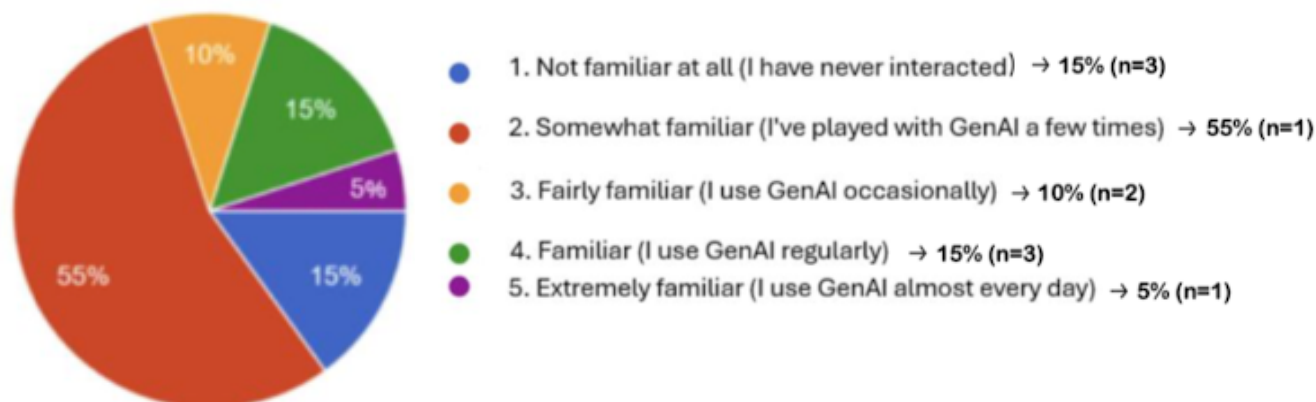 10%
15%
5%
55%
15%
1. Not familiar at all (I have never interacted) → 15% (n=3)
2. Somewhat familiar (I've played with GenAI a few times) → 55% (n=1)
3. Fairly familiar (I use GenAI occasionally) → 10% (n=2)
4. Familiar (I use GenAI regularly) → 15% (n=3)
5. Extremely familiar (I use GenAI almost every day) → 5% (n=1)